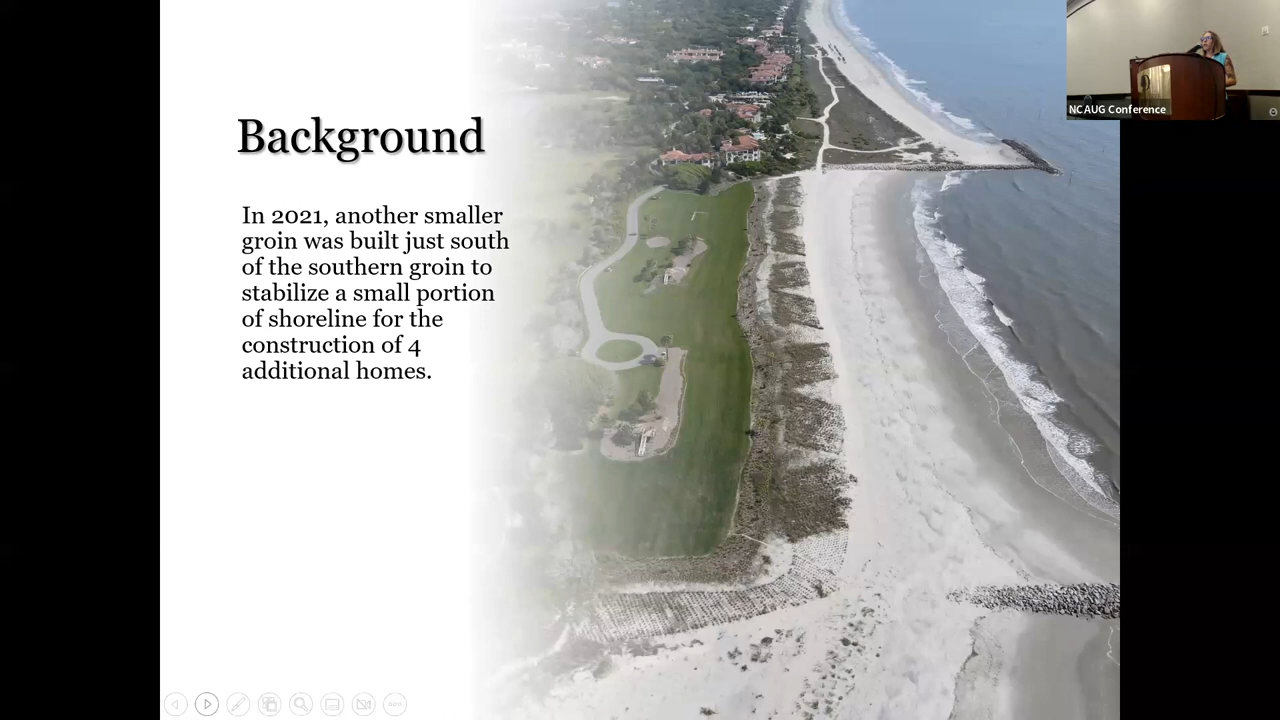 Background
In 2021, another smaller
groin was built just south
of the southern groin to
stabilize a small portion
of shoreline for the
construction of 4
additional homes.
NCAUG Conference